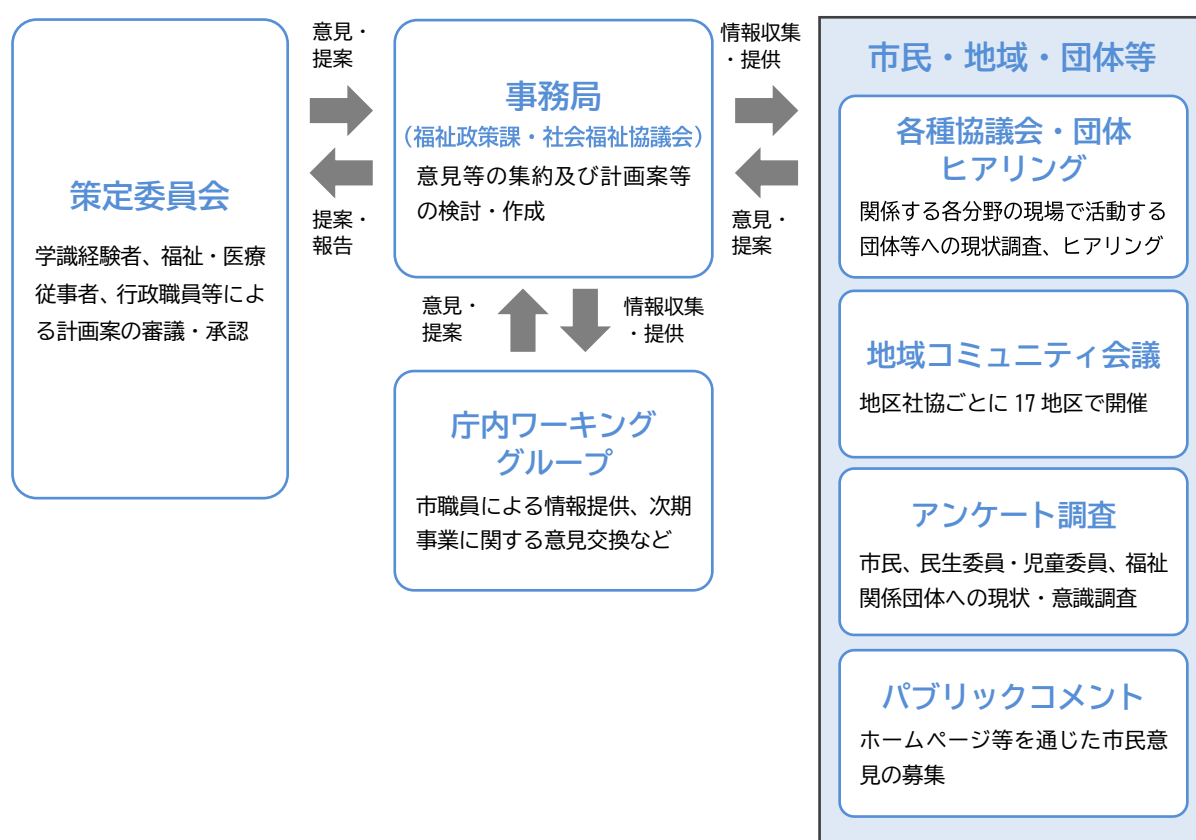 策定委員会
学識経験者、福祉・医療
従事者、行政職員等によ
る計画案の審議・承認
意見・
提案
提案・
報告
事務局
(福祉政策課・社会福祉協議会)
意見等の集約及び計画案等
の検討・作成
意見・
提案
情報収集
・提供
庁内ワーキング
グループ
市職員による情報提供、次期
事業に関する意見交換など
情報収集
・提供
意見・
提案
市民・地域・団体等
各種協議会・団体
ヒアリング
関係する各分野の現場で活動する
団体等への現状調査、ヒアリング
地域コミュニティ会議
地区社協ごとに 17 地区で開催
アンケート調査
市民、民生委員・児童委員、福祉
関係団体への現状・意識調査
パブリックコメント
ホームページ等を通じた市民意
見の募集